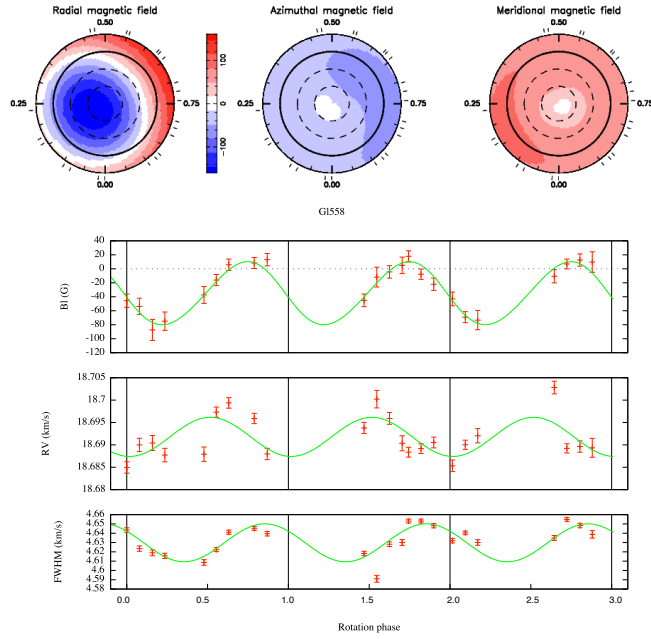 Radial magnetic field Azimuthal magnetic field Meridional magnetic field
0.50 0.50 0.50
0.25 0.75 0.25 0.75 0.25 0.75
100
0
-100
0.00 0.00 0.00
Gl558
Bl (G)
40
20
0
-20
-40
-60
-80
-100
-120
RV (km/s)
18.705
18.7
18.695
18.69
18.685
18.68
FWHM (km/s)
4.66
4.65
4.64
4.63
4.61
4.6
4.59
4.58
0.0 0.5 1.0 1.5 2.0 2.5 3.0
Rotation phase